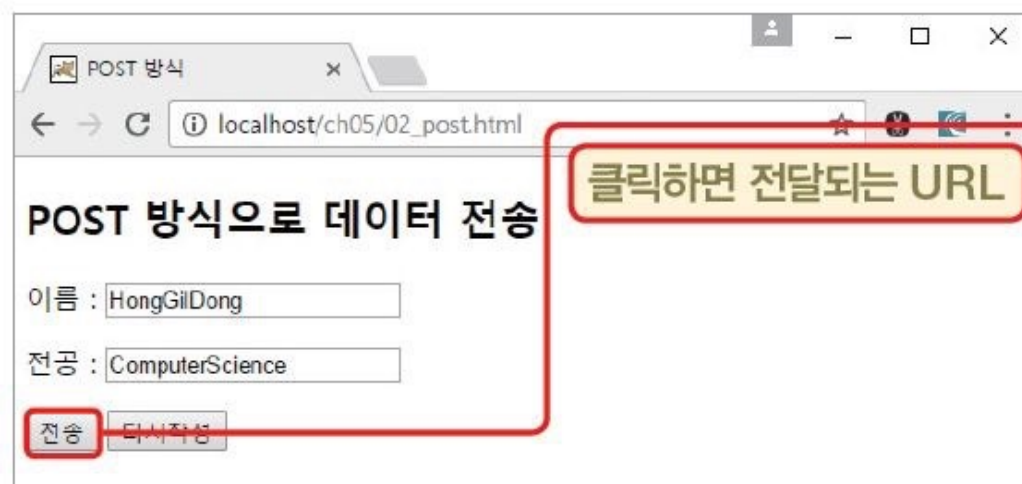 POST 방식
localhost/ch05/02_post.html
클릭하면 전달되는 URL
POST 방식으로 데이터 전송
이름 : HongGilDong
전공 : ComputerScience
전송 다시작성